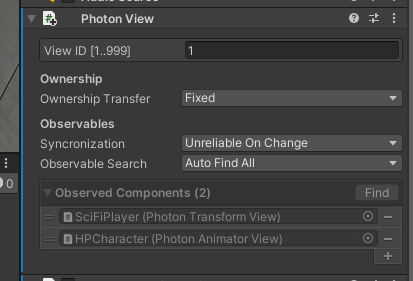 Photon View
View ID [1..999] 1
Ownership
Ownership Transfer Fixed
Observables
Syncronization Unreliable On Change
Observable Search Auto Find All
Observed Components (2) Find
SciFiPlayer (Photon Transform View)
HPCharacter (Photon Animator View)
0